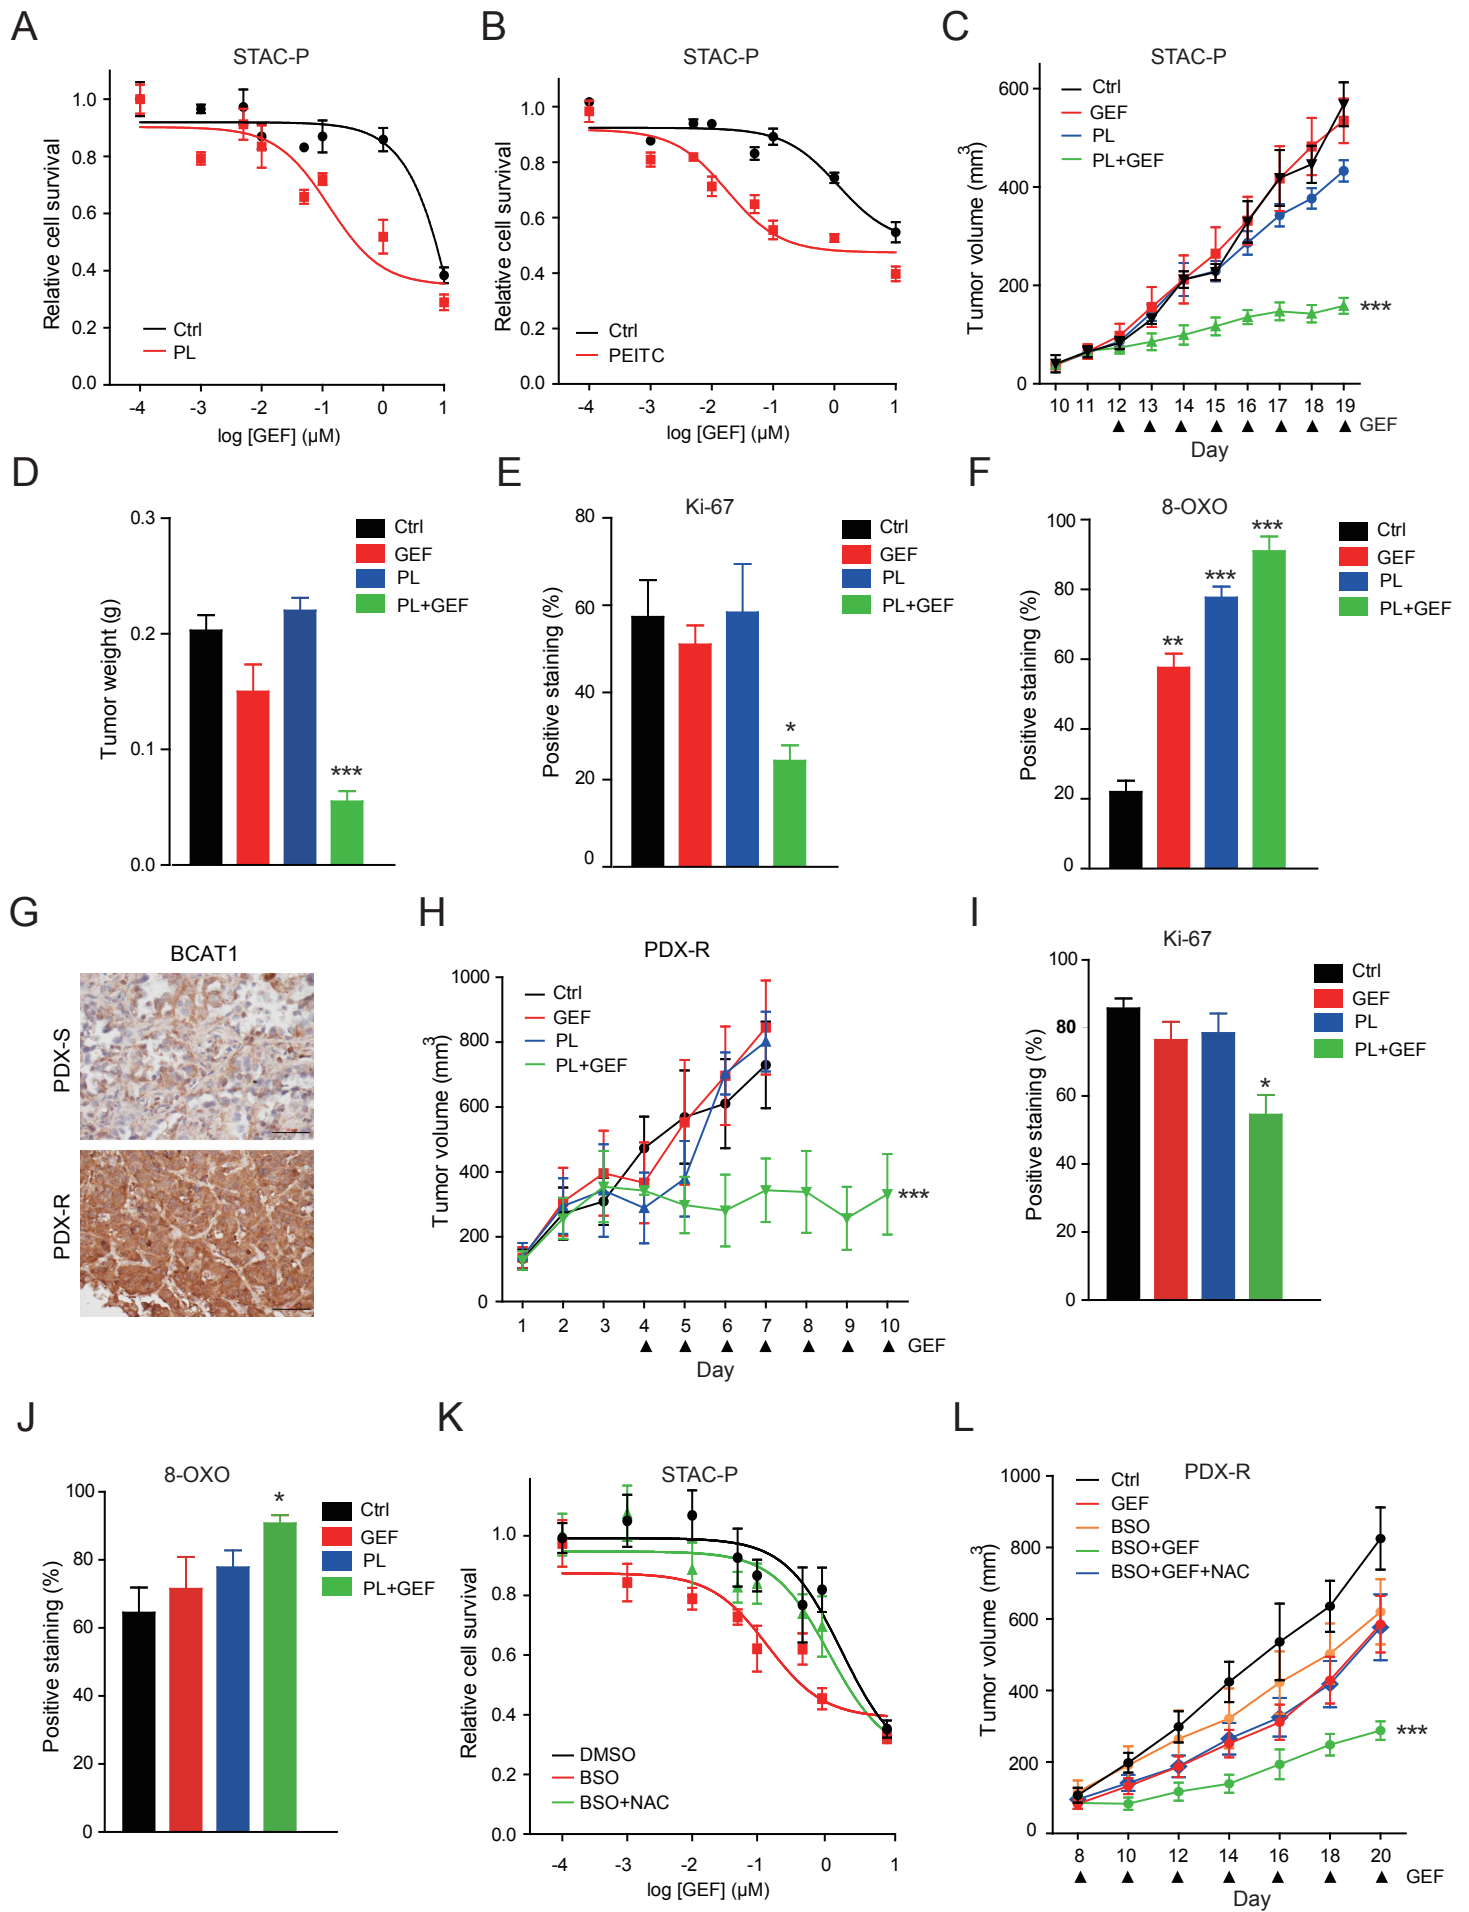 A
STAC-P
Relative cell survival
1.0
0.8
0.6
0.4
0.2
0.0
Ctrl
PL
-4 -3 -2 -1 0 1
log [GEF] (µM)
B
STAC-P
Relative cell survival
1.0
0.8
0.6
0.4
0.2
0.0
Ctrl
PEITC
-4 -3 -2 -1 0 1
log [GEF] (µM)
C
STAC-P
Tumor volume (mm3
)
600
400
200
0
Ctrl
GEF
PL
PL+GEF
***
10 11 12 13 14 15 16 17 18 19
▲ ▲ ▲ ▲ ▲ ▲ ▲ ▲ GEF
Day
D
Tumor weight (g)
0.3
0.2
0.1
0.0
***
Ctrl
GEF
PL
PL+GEF
E
Ki-67
Positive staining (%)
80
60
40
20
0
*
Ctrl
GEF
PL
PL+GEF
F
8-OXO
Positive staining (%)
100
80
60
40
20
0
**
***
***
Ctrl
GEF
PL
PL+GEF
G
BCAT1
PDX-S
PDX-R
H
PDX-R
Tumor volume (mm3
)
1000
800
600
400
200
0
Ctrl
GEF
PL
PL+GEF
***
1 2 3 4 5 6 7 8 9 10
▲ ▲ ▲ ▲ ▲ ▲ ▲ GEF
Day
I
Ki-67
Positive staining (%)
100
80
60
40
20
0
*
Ctrl
GEF
PL
PL+GEF
J
8-OXO
Positive staining (%)
100
80
60
40
20
0
*
Ctrl
GEF
PL
PL+GEF
K
STAC-P
Relative cell survival
1.0
0.8
0.6
0.4
0.2
0.0
DMSO
BSO
BSO+NAC
-4 -3 -2 -1 0 1
log [GEF] (µM)
L
PDX-R
Tumor volume (mm3
)
1000
800
600
400
200
0
Ctrl
GEF
BSO
BSO+GEF
BSO+GEF+NAC
***
8 10 12 14 16 18 20
▲ ▲ ▲ ▲ ▲ ▲ ▲ GEF
Day